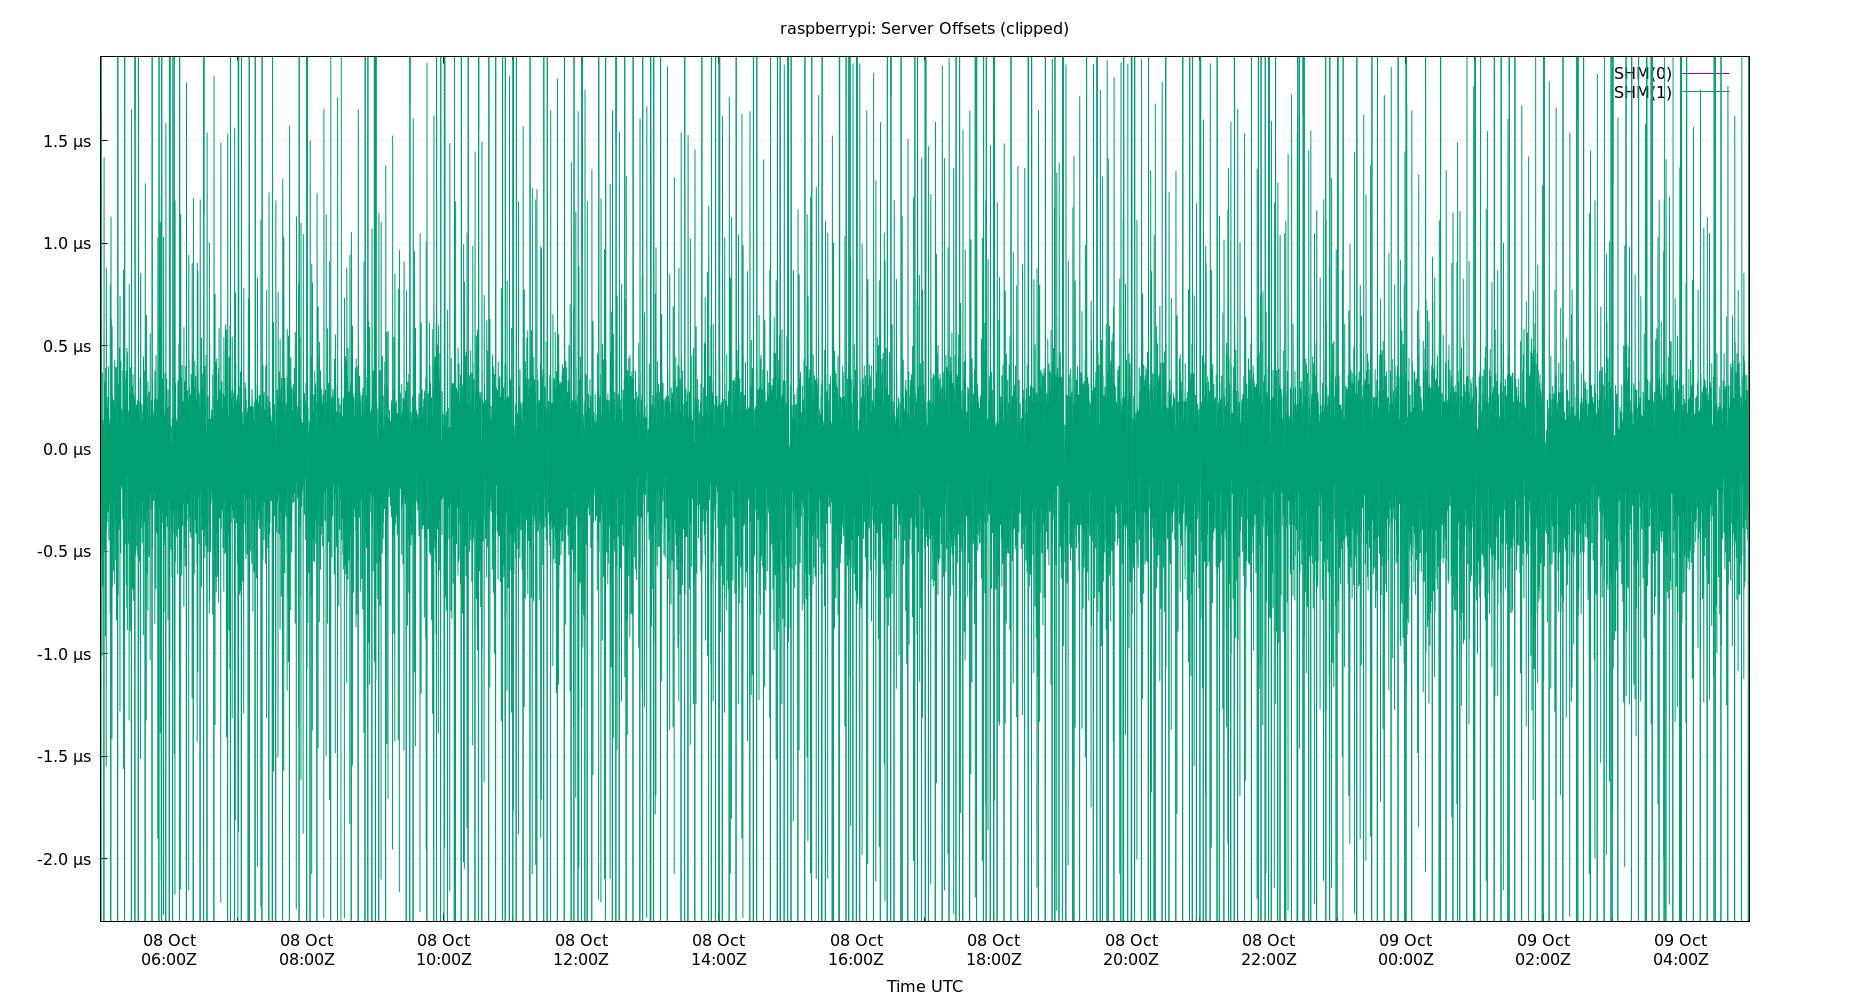 raspberrypi: Server Offsets (clipped)
SHM(0)
SHM(1)
1.5 µs
1.0 µs
0.5 µs
0.0 µs
-0.5 µs
-1.0 µs
-1.5 µs
-2.0 µs
08 Oct 08 Oct 08 Oct 08 Oct 08 Oct 08 Oct 08 Oct 08 Oct 08 Oct 09 Oct 09 Oct 09 Oct
06:00Z 08:00Z 10:00Z 12:00Z 14:00Z 16:00Z 18:00Z 20:00Z 22:00Z 00:00Z 02:00Z 04:00Z
Time UTC